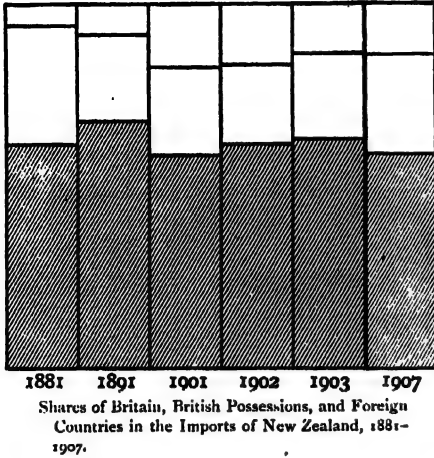 1881 1891 1901 1902 1903 1907
Shares of Britain, British Possessions, and Foreign
Countries in the Imports of New Zealand, 1881–
1907.